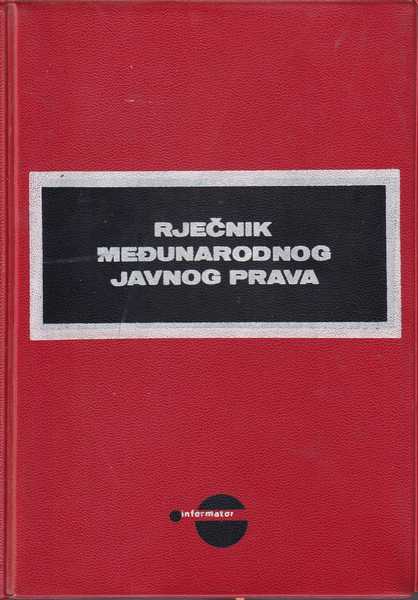 RJEČNIK
MEĐUNARODNOG
JAVNOG PRAVA
informator